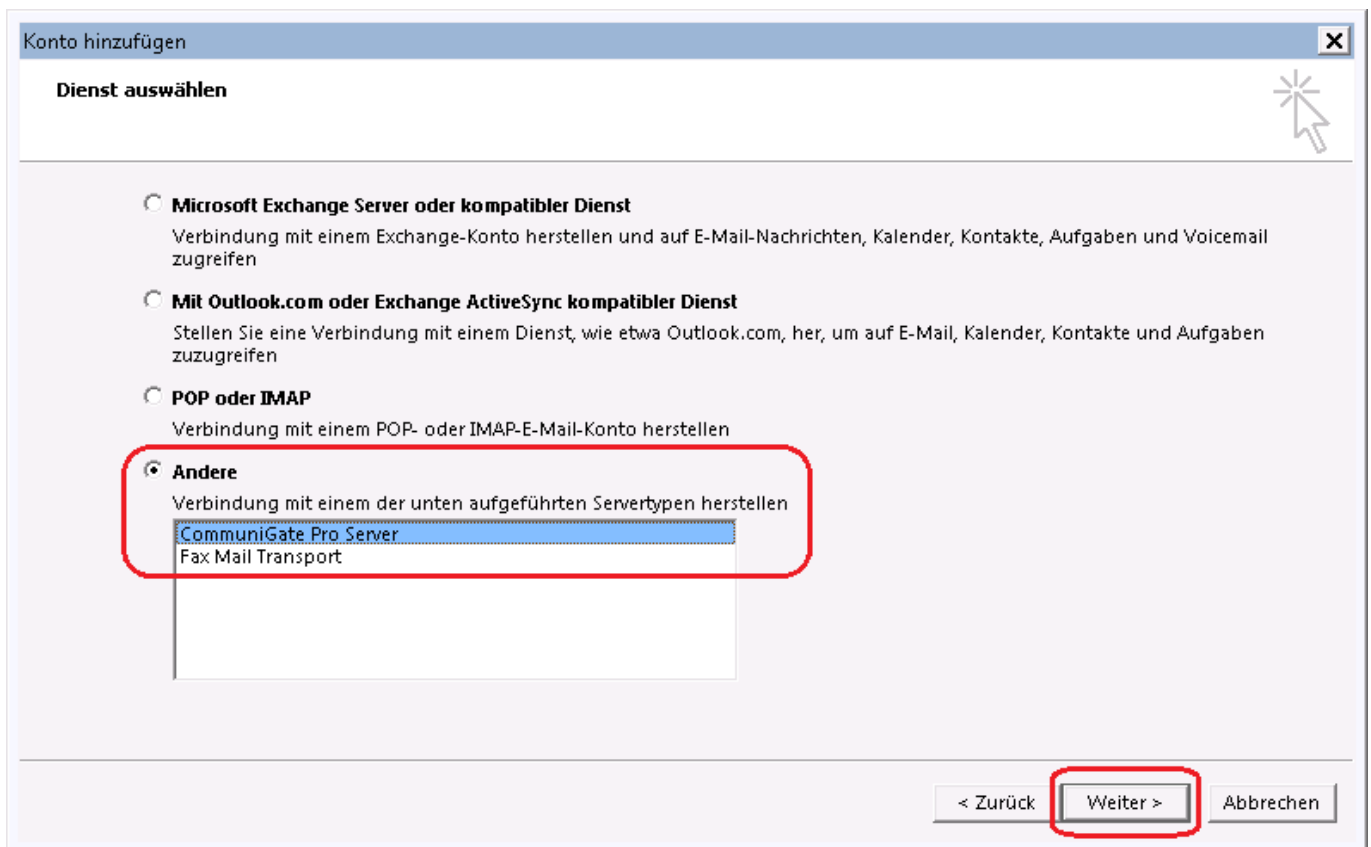 Konto hinzufügen
Dienst auswählen
Microsoft Exchange Server oder kompatibler Dienst
Verbindung mit einem Exchange-Konto herstellen und auf E-Mail-Nachrichten, Kalender, Kontakte, Aufgaben und Voicemail
zugreifen
Mit Outlook.com oder Exchange ActiveSync kompatibler Dienst
Stellen Sie eine Verbindung mit einem Dienst, wie etwa Outlook.com, her, um auf E-Mail, Kalender, Kontakte und Aufgaben
zuzugreifen
POP oder IMAP
Verbindung mit einem POP- oder IMAP-E-Mail-Konto herstellen
Andere
Verbindung mit einem der unten aufgeführten Servertypen herstellen
CommuniGate Pro Server
Fax Mail Transport
< Zurück Weiter > Abbrechen